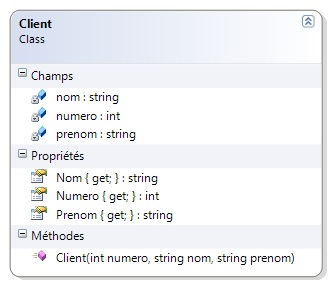 Client
Class
Champs
nom : string
numero : int
prenom : string
Propriétés
Nom { get; } : string
Numero { get; } : int
Prenom { get; } : string
Méthodes
Client(int numero, string nom, string prenom)